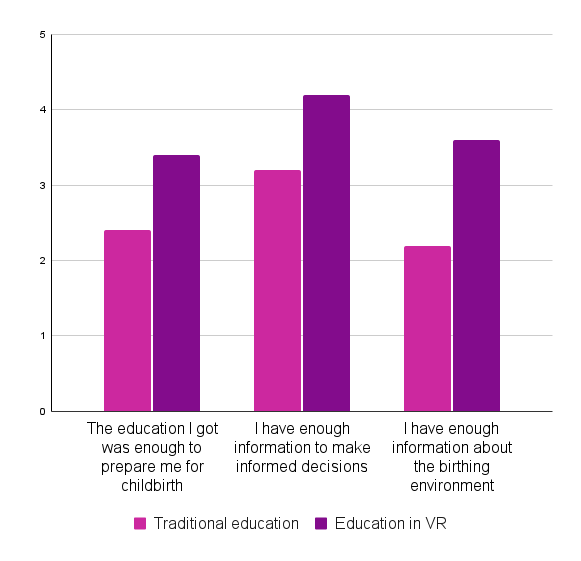 5
4
3
2
1
0
The education I got
was enough to
prepare me for
childbirth
I have enough
information to make
informed decisions
I have enough
information about
the birthing
environment
Traditional education
Education in VR